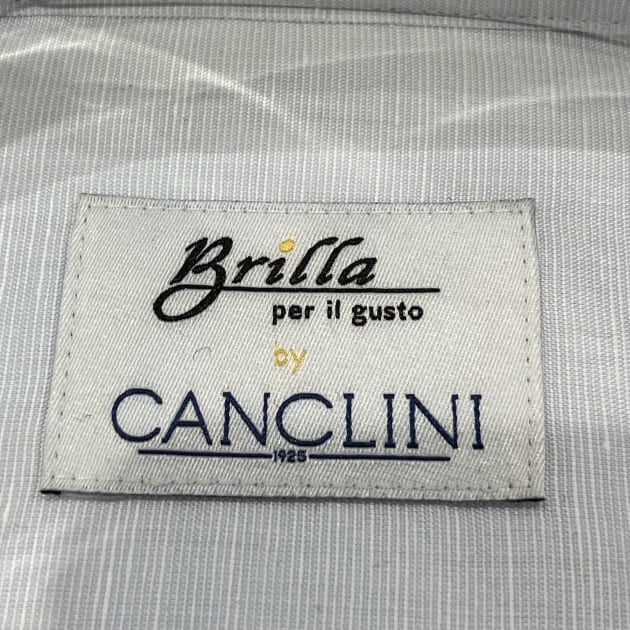 Brilla
per il gusto
by
CANCLINI
1925